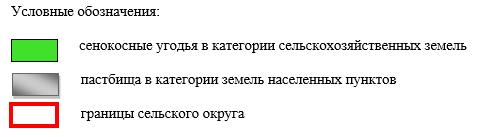 Условные обозначения:
сенокосные угодья в категории сельскохозяйственных земель
пастбища в категории земель населенных пунктов
границы сельского округа